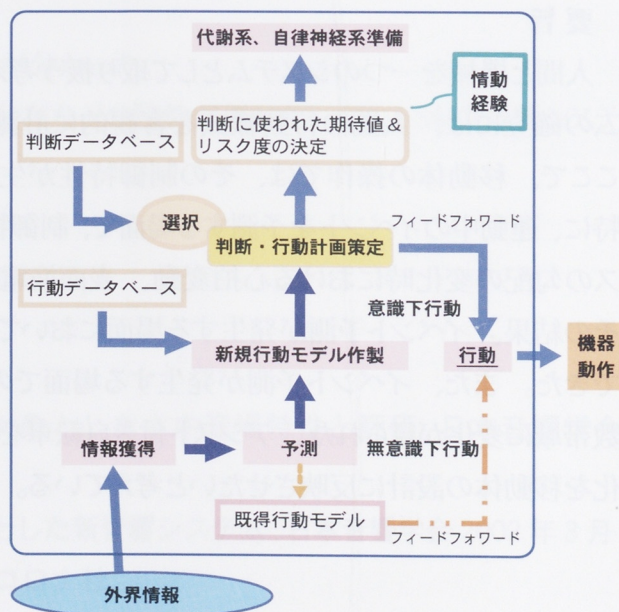 代謝系、自律神経系準備
情動
経験
判断に使われた期待値&
リスク度の決定
判断データベース
選択
フィードフォワード
判断・行動計画策定
行動データベース
意識下行動
新規行動モデル作製
行動
機器
動作
情報獲得
予測
無意識下行動
既得行動モデル
フィードフォワード
外界情報